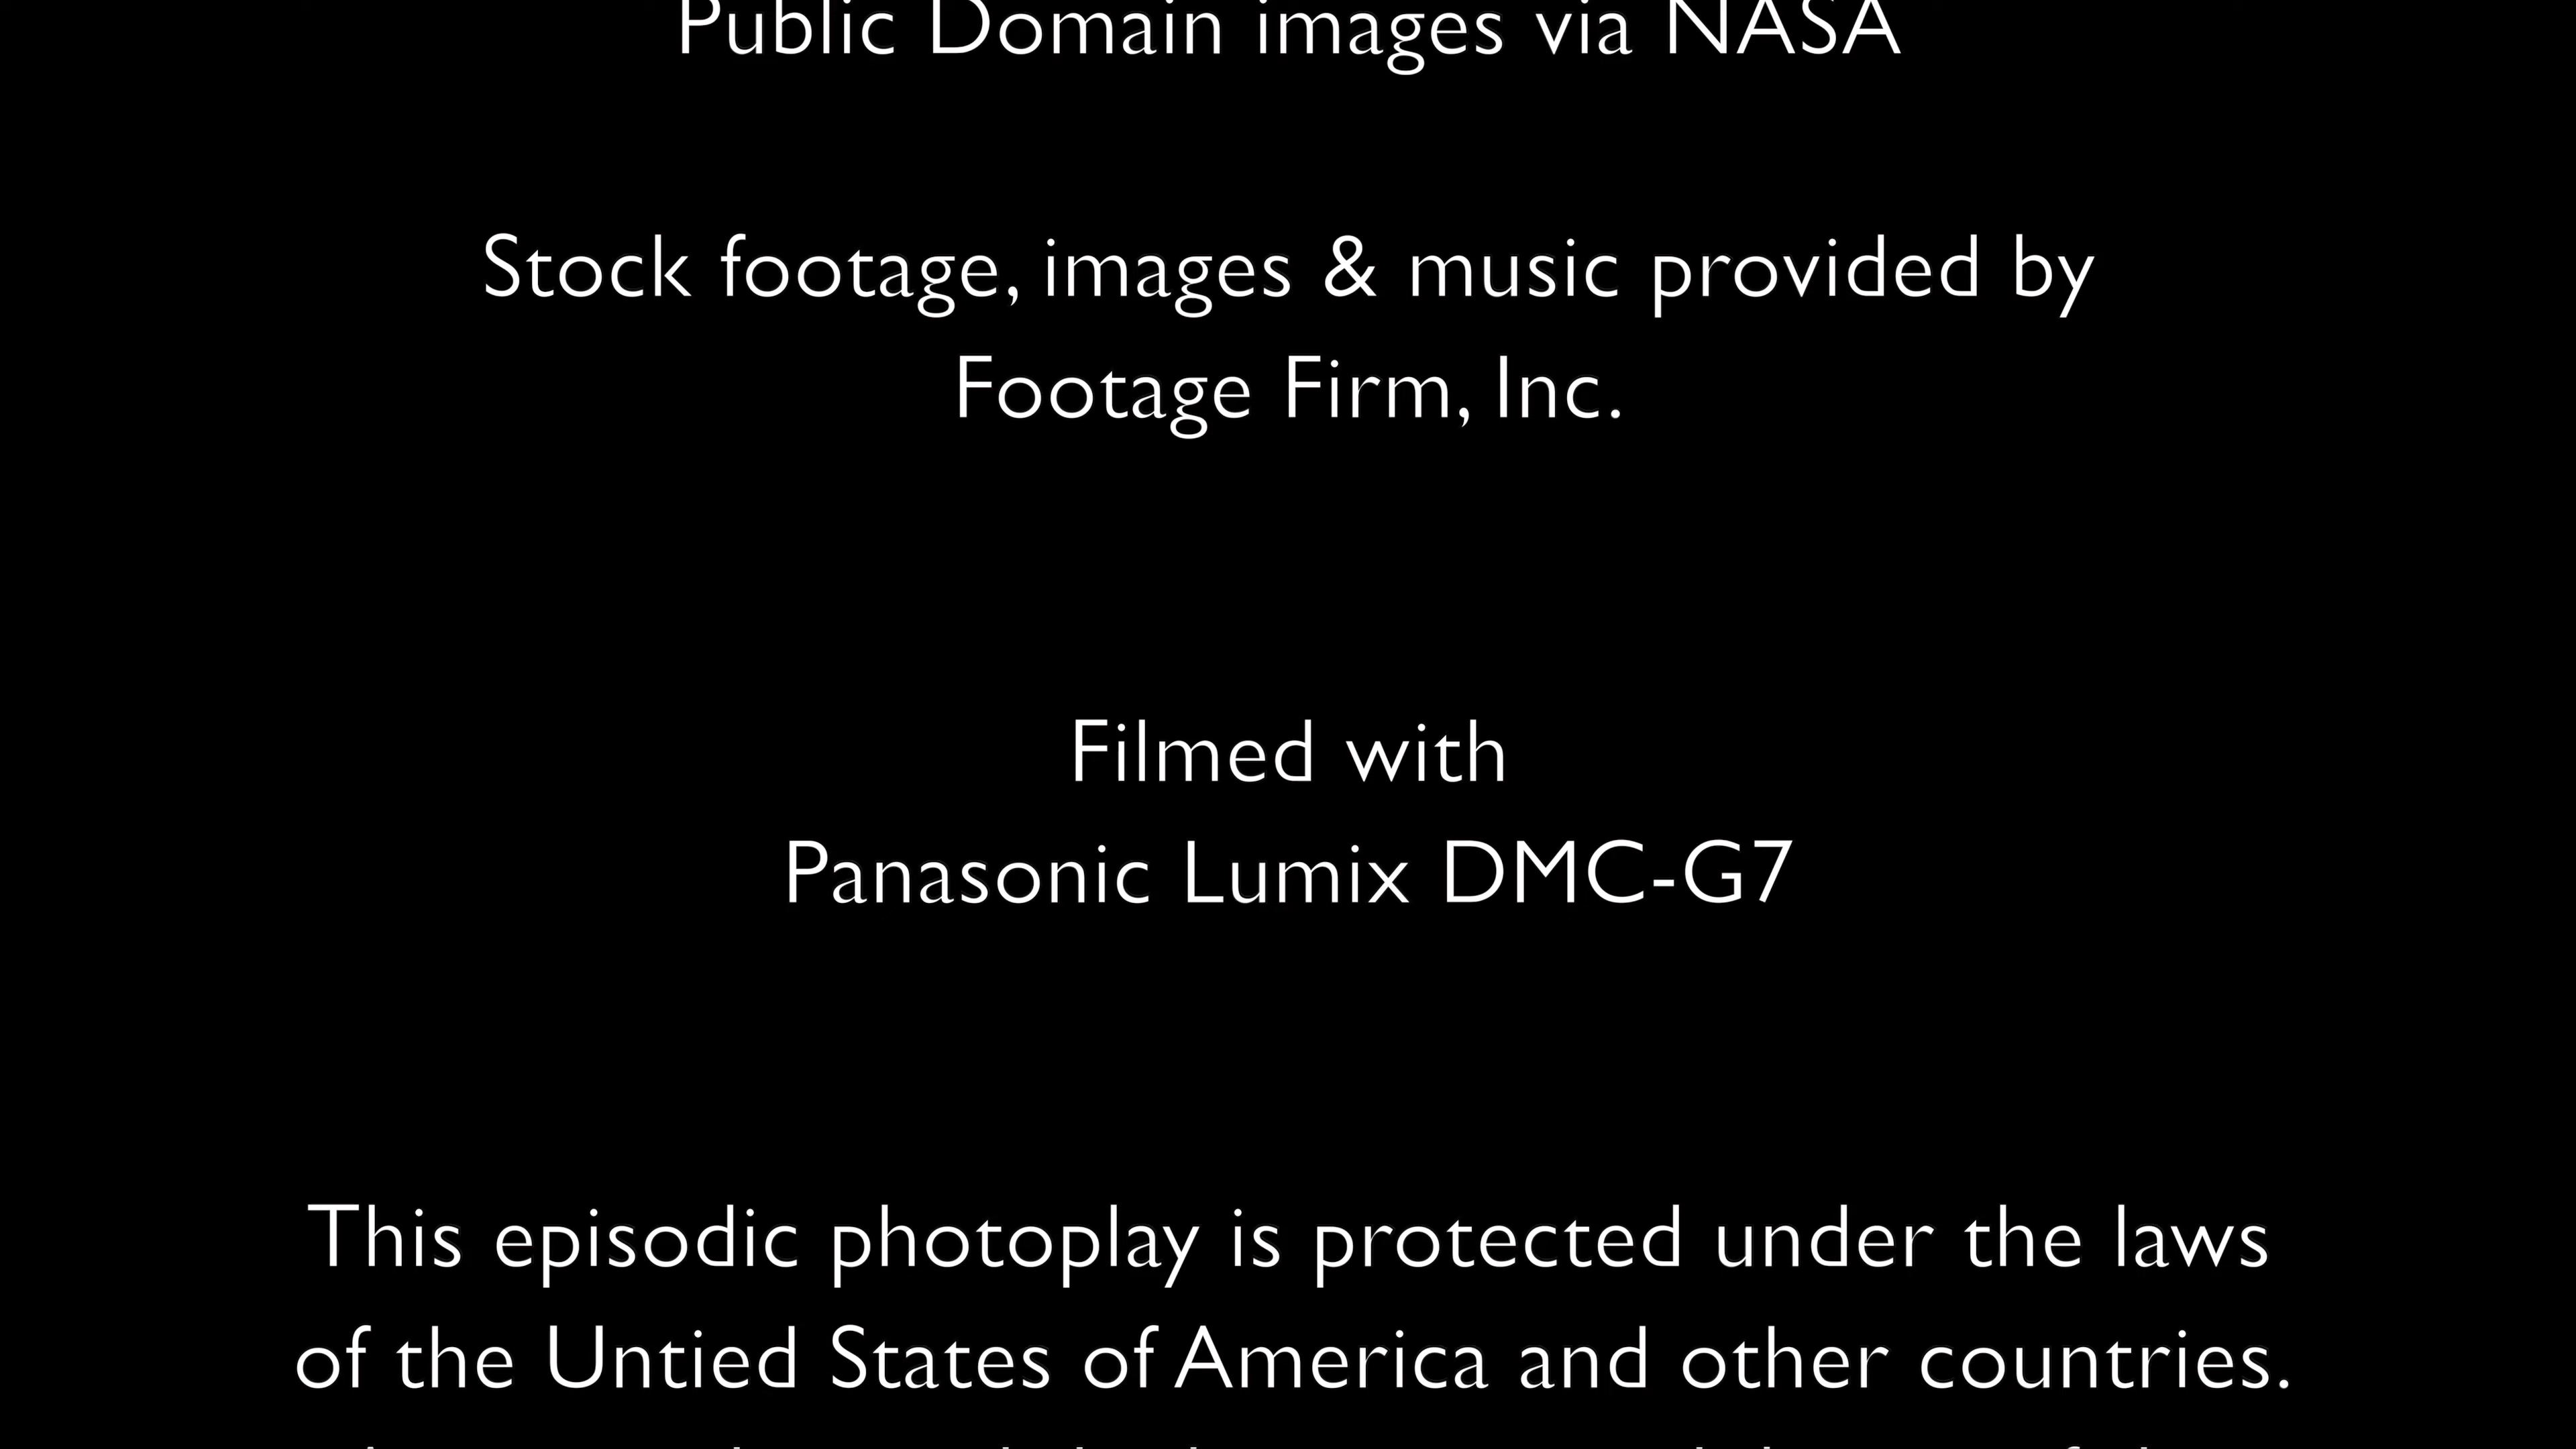 Public Domain images via NASA
Stock footage, images & music provided by
Footage Firm, Inc.
Filmed with
Panasonic Lumix DMC-G7
This episodic photoplay is protected under the laws
of the Untied States of America and other countries.